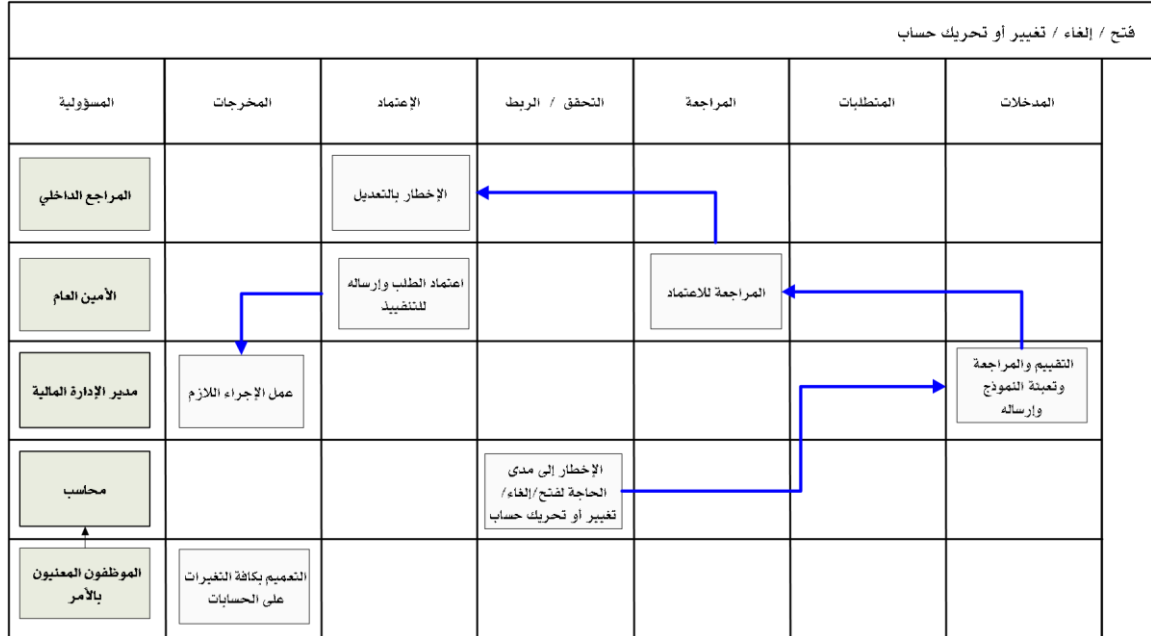 فتح / إلغاء / تغيير أو تحريك حساب
المدخلات
المتطلبات
المراجعة
التحقق / الربط
الإعتماد
المخرجات
المسؤولية
الإخطار بالتعديل
المراجع الداخلي
المراجعة للاعتماد
اعتماد الطلب وإرساله
للتنفييذ
الأمين العام
التقييم والمراجعة
وتعبئة النموذج
وإرساله
عمل الإجراء اللازم
مدير الإدارة المالية
الإخطار إلى مدى
الحاجة لفتح/إلغاء/
تغيير أو تحريك حساب
محاسب
التعميم بكافة التغيرات
على الحسابات
الموظفون المعنيون
بالأمر